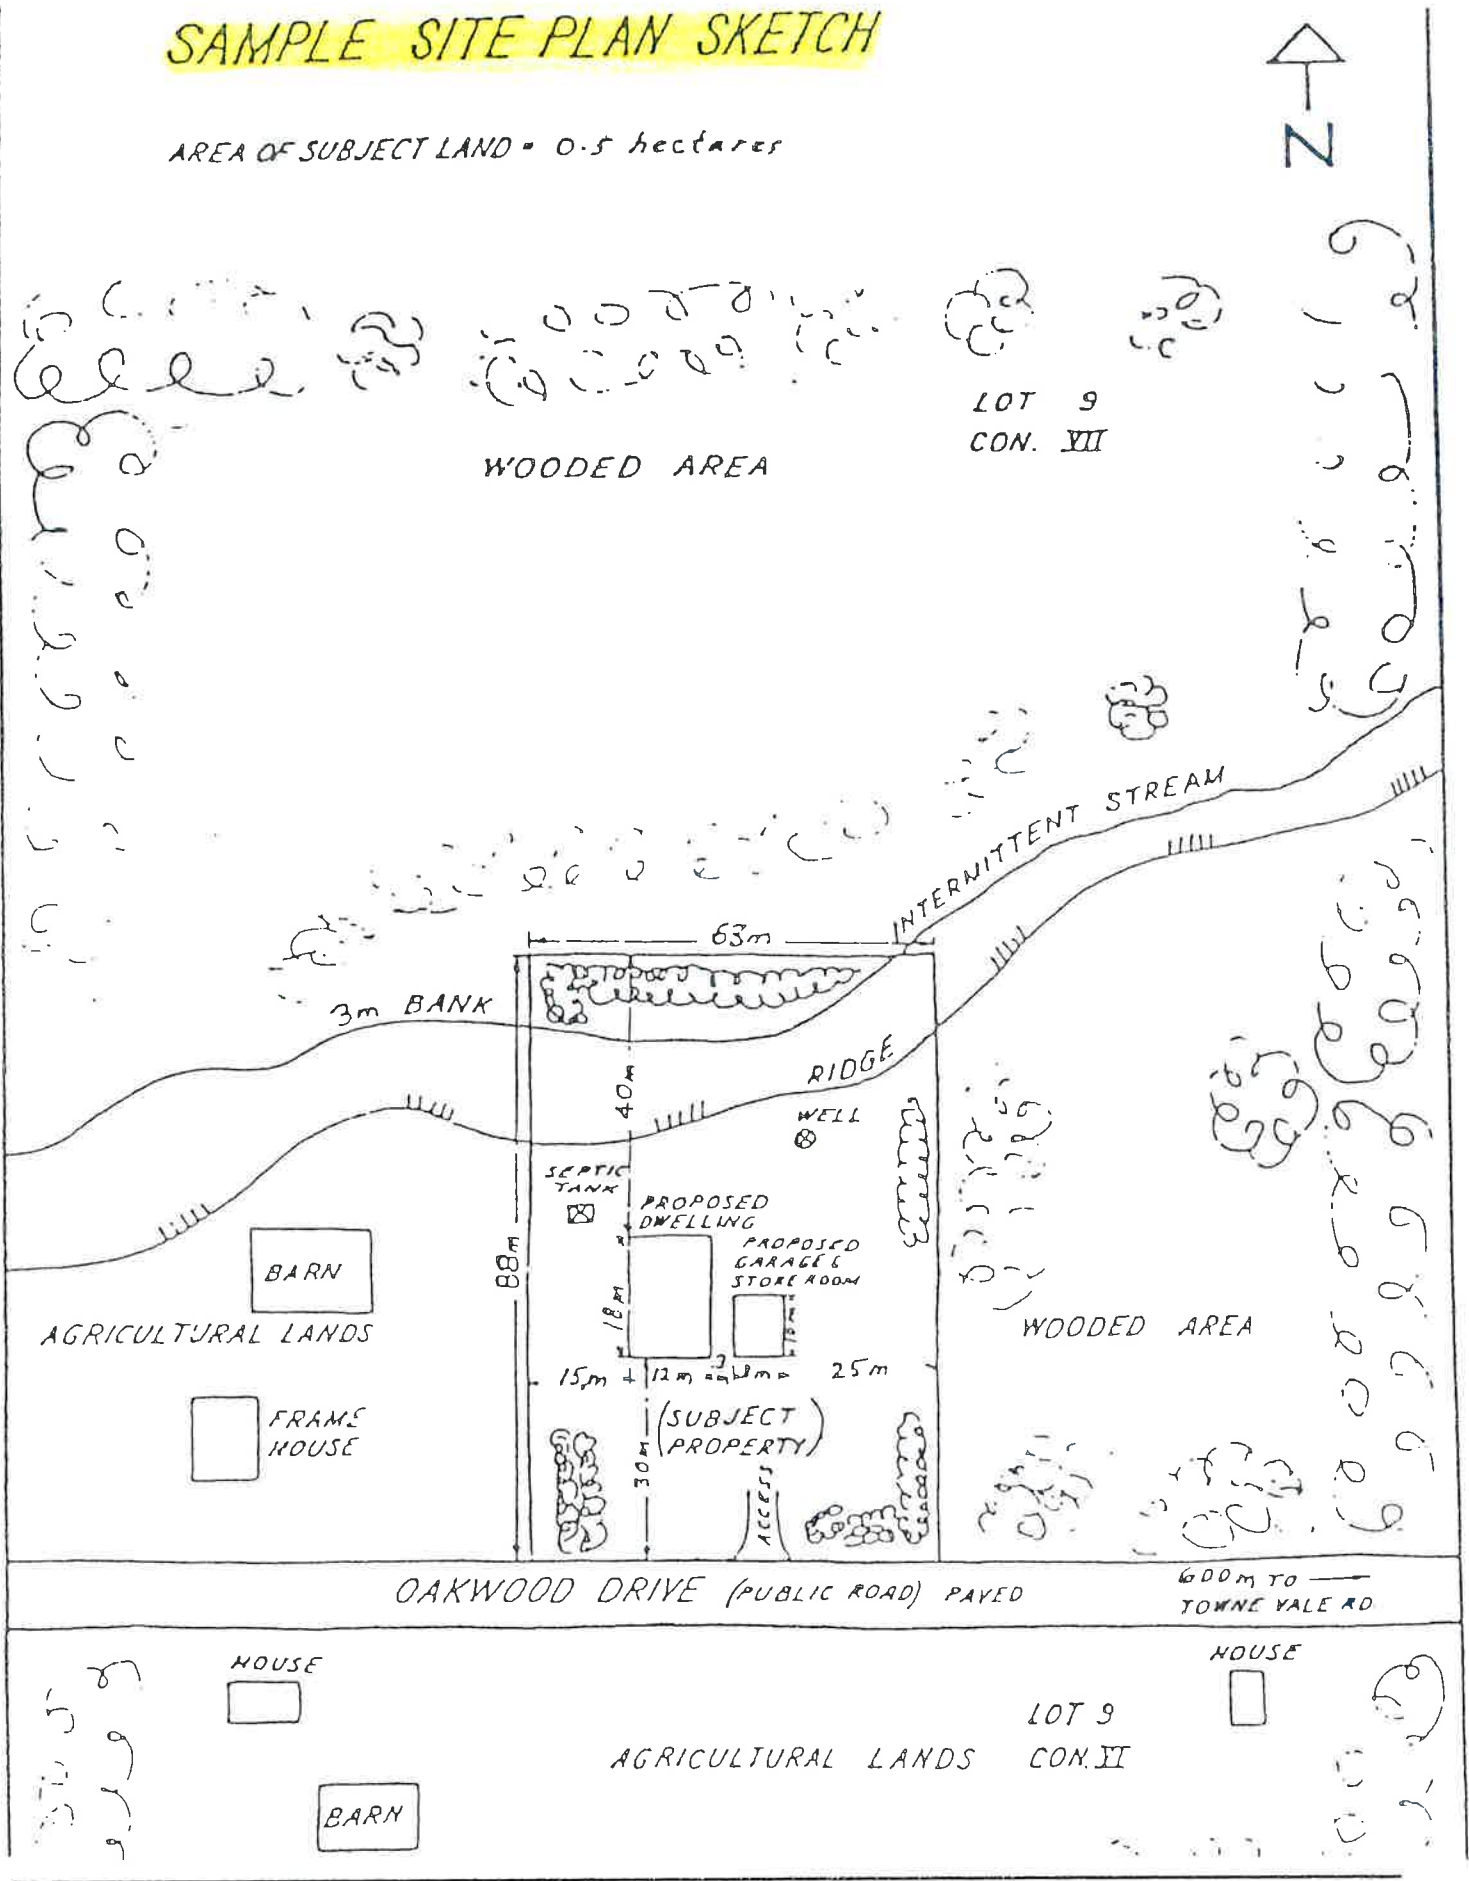 SAMPLE SITE PLAN SKETCH
AREA OF SUBJECT LAND = 0.5 hectares
N
LOT 9
CON. VII
WOODED AREA
INTERMITTENT STREAM
63m
3m BANK
RIDGE
40m
WELL
SEPTIC
TANK
PROPOSED
DWELLING
PROPOSED
GARAGE &
STORE ROOM
88m
BARN
18m
10m
AGRICULTURAL LANDS
WOODED AREA
15m
12m
3
8m
25m
FRAME
HOUSE
(SUBJECT
PROPERTY)
30m
ACCESS
OAKWOOD DRIVE (PUBLIC ROAD) PAVED
600m TO
TOWNE VALE RD
HOUSE
HOUSE
LOT 9
AGRICULTURAL LANDS CON. VI
BARN